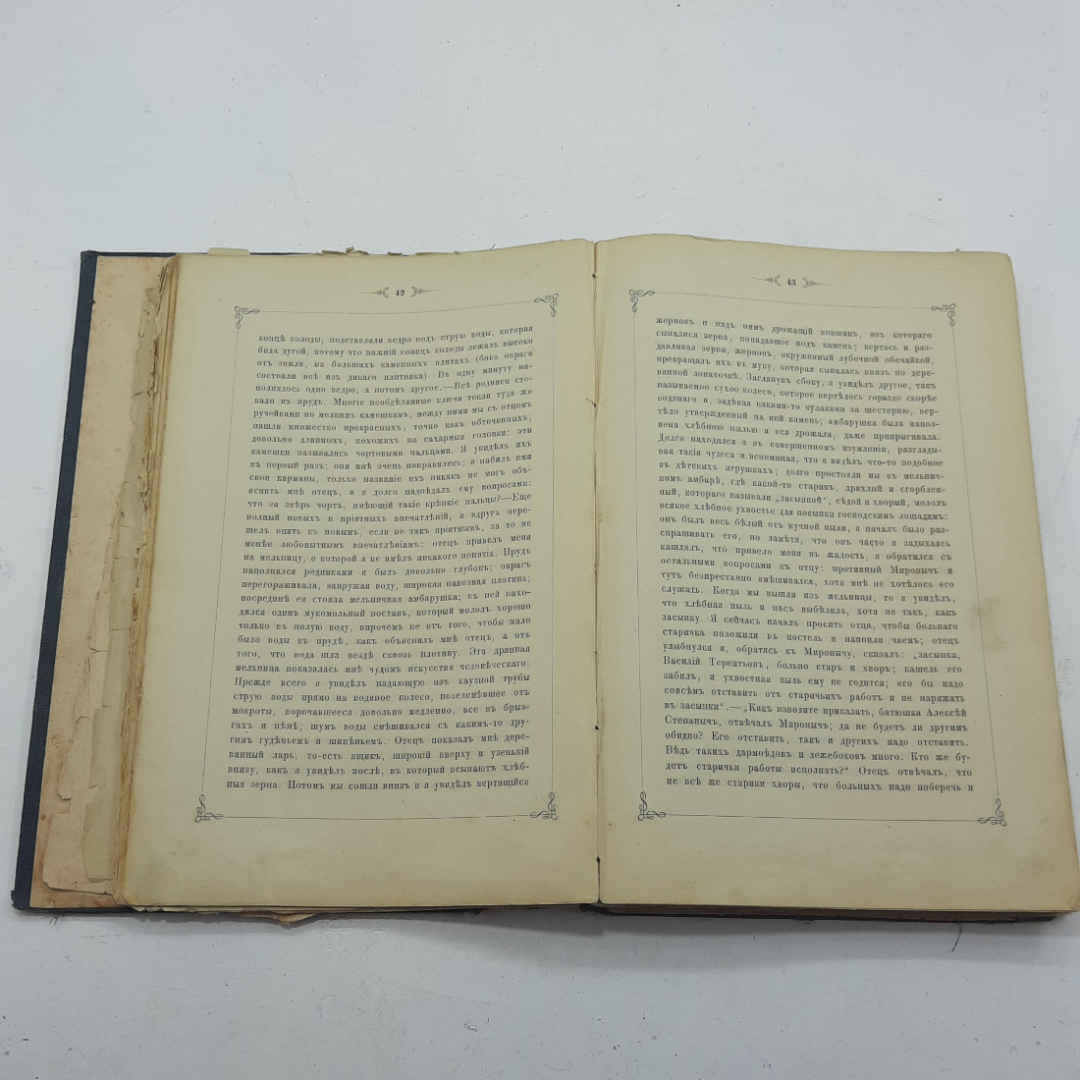 42
концѣ колоды, подставляли ведро подъ струю воды, которая
била дугой, потому что нижній конецъ колоды лежалъ высоко
отъ земли, на большихъ каменныхъ плитахъ (бока оврага
состояли всѣ изъ дикаго плитняка). Въ одну минуту на-
полнилось одно ведро, а потомъ другое.—Всѣ родники сте-
кали въ прудъ. Многіе необдѣланные ключи текли туда же
ручейками по мелкимъ камешкамъ; между ними мы съ отцомъ
нашли множество прекрасныхъ, точно какъ обточенныхъ,
довольно длинныхъ, похожихъ на сахарныя головки: эти
камешки назывались чортовыми пальцами. Я увидѣлъ ихъ
въ первый разъ; они мнѣ очень понравились; я набилъ ими
свои карманы, только названіе ихъ никакъ не могъ объ-
яснить мнѣ отецъ, и я долго надоѣдалъ ему вопросами:
что за звѣрь чортъ, имѣющій такіе крѣпкіе пальцы?—Еще
полный новыхъ и пріятныхъ впечатлѣній, я вдругъ пере-
шелъ опять къ новымъ, если не такъ пріятнымъ, за то не
менѣе любопытнымъ впечатлѣніямъ: отецъ привелъ меня
на мельницу, о которой я не имѣлъ никакого понятія. Прудъ
наполнялся родниками и былъ довольно глубокъ; оврагъ
перегораживала, запружая воду, широкая навозная плотина;
посрединѣ ея стояла мельничная амбарушка; въ ней нахо-
дился одинъ мукомольный поставъ, который мололъ хорошо
только въ полую воду, впрочемъ не отъ того, чтобы мало
было воды въ прудѣ, какъ объяснилъ мнѣ отецъ, а отъ
того, что вода шла вездѣ сквозь плотину. Эта дрянная
мельница показалась мнѣ чудомъ искусства человѣческаго.
Прежде всего я увидѣлъ падающую изъ каузной трубы
струю воды прямо на водяное колесо, позеленѣвшее отъ
мокроты, ворочавшееся довольно медленно, все въ брыз-
гахъ и пѣнѣ; шумъ воды смѣшивался съ какимъ-то дру-
гимъ гудѣньемъ и шипѣньемъ. Отецъ показалъ мнѣ дере-
вянный ларь, то-есть ящикъ, широкій вверху и узенькій
внизу, какъ я увидѣлъ послѣ, въ который всыпаютъ хлѣб-
ныя зерна. Потомъ мы сошли внизъ и я увидѣлъ вертящійся
43
жерновъ и надъ нимъ дрожащій ковшикъ, изъ котораго
сыпалися зерна, попадавшіе подъ камень; вертясь и раз-
давливая зерна, жерновъ, окруженный лубочной обечайкой,
превращалъ ихъ въ муку, которая сыпалась внизъ по дере-
вянной лопаточкѣ. Заглянувъ сбоку, я увидѣлъ другое, такъ
называемое сухое колесо, которое вертѣлось гораздо скорѣе
водянаго и, задѣвая какими-то кулаками за шестерню, вер-
тѣло утвержденный на ней камень; амбарушка была напол-
нена хлѣбною пылью и вся дрожала, даже припрыгивала.
Долго находился я въ совершенномъ изумленіи, разгляды-
вая такія чудеса и вспоминая, что я видѣлъ что-то подобное
въ дѣтскихъ игрушкахъ; долго простояли мы въ мельнич-
номъ амбарѣ, гдѣ какой-то старикъ, дряхлый и сгорблен-
ный, котораго называли „засыпкой", сѣдой и хворый, мололъ
всякое хлѣбное ухвостье для посыпки господскимъ лошадямъ:
онъ былъ весь бѣлый отъ мучной пыли, я началъ было раз-
спрашивать его, но замѣтя, что онъ часто и задыхаясь
кашлялъ, что́ привело меня въ жалость, я обратился съ
остальными вопросами съ отцу: противный Миронычъ и
тутъ безпрестанно вмѣшивался, хотя мнѣ не хотѣлось его
слушать. Когда мы вышли изъ мельницы, то я увидѣлъ,
что хлѣбная пыль и насъ выбѣлила, хотя не такъ, какъ
засыпку. Я сейчасъ началъ просить отца, чтобы больнаго
старичка положили въ постель и напоили чаемъ; отецъ
улыбнулся и, обратясь къ Миронычу, сказалъ: „засыпка,
Василій Терентьевъ, больно старъ и хворъ; кашель его
забилъ, и ухвостная пыль ему не годится; его бы надо
совсѣмъ отставить отъ старичьихъ работъ и не наряжать
въ засыпки".—„Какъ изволите приказать, батюшка Алексѣй
Степанычъ, отвѣчалъ Миронычъ; да не будетъ ли другимъ
обидно? Его отставить, такъ и другихъ надо отставить.
Вѣдь такихъ дармоѣдовъ и лежебоковъ много. Кто же бу-
детъ старичьи работы исполнять?" Отецъ отвѣчалъ, что
не всѣ же старики хворы, что больныхъ надо поберечь и